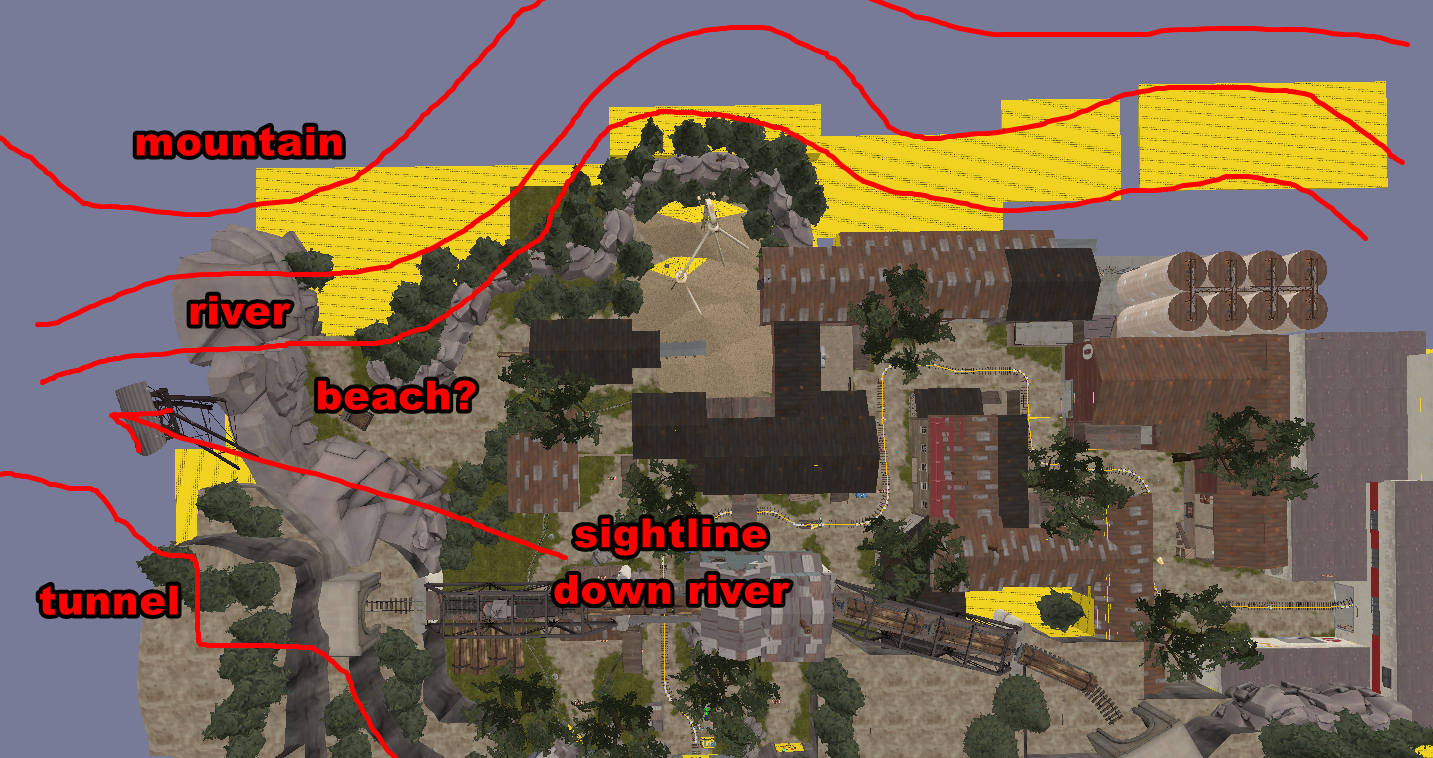 mountain
river
beach?
sightline
down river
tunnel